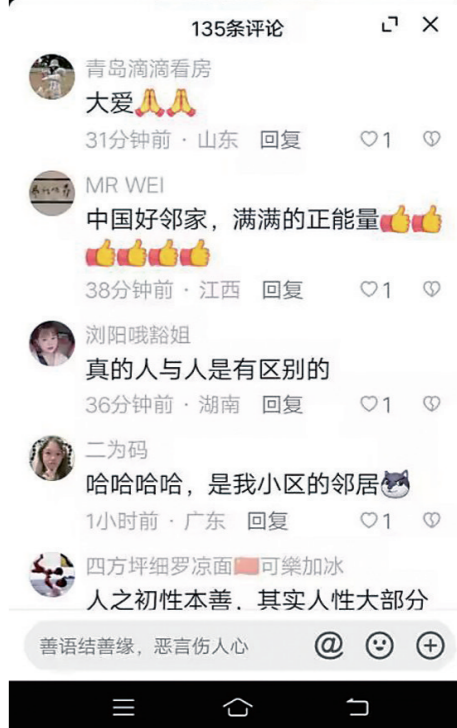 135条评论
青岛滴滴看房
大爱🙏🙏
31分钟前 · 山东 回复 1
MR WEI
中国好邻家，满满的正能量👍👍
👍👍👍👍
38分钟前 · 江西 回复 1
浏阳哦豁姐
真的人与人是有区别的
36分钟前 · 湖南 回复 1
二为码
哈哈哈哈，是我小区的邻居
1小时前 · 广东 回复 1
四方坪细罗凉面🇨🇳可樂加冰
人之初性本善，其实人性大部分
善语结善缘，恶言伤人心 @